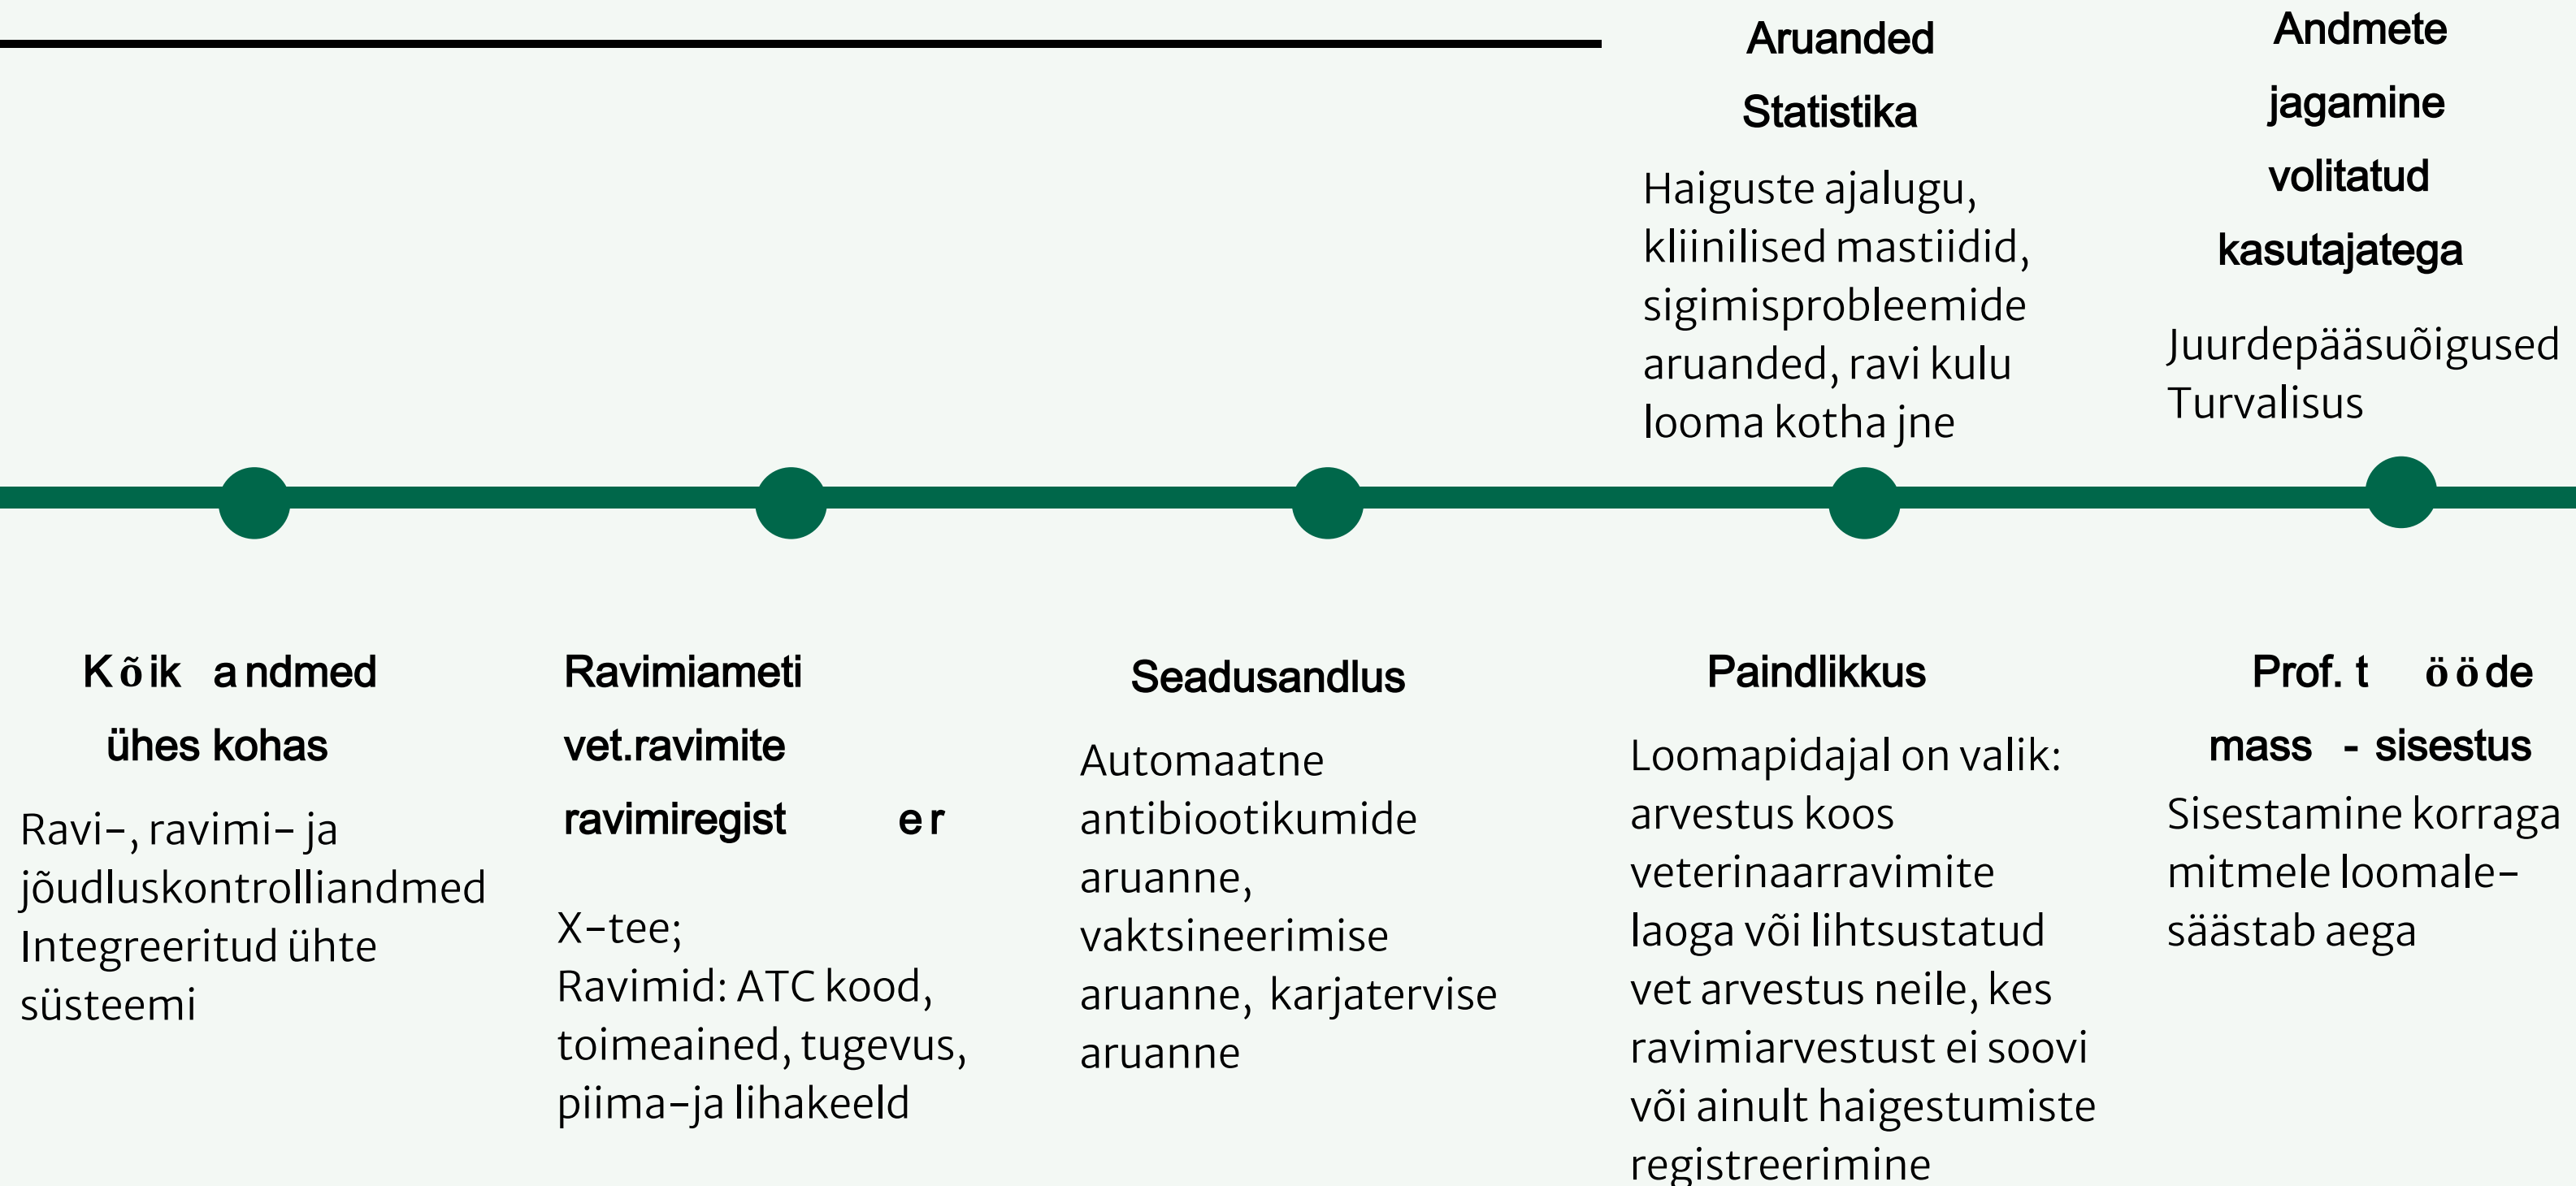 Aruanded
Statistika
Haiguste ajalugu,
kliinilised mastiidid,
sigimisprobleemide
aruanded, ravi kulu
looma kotha jne
Andmete
jagamine
volitatud
kasutajatega
Juurdepääsuõigused
Turvalisus
Kõik andmed
ühes kohas
Ravi-, ravimi- ja
jõudluskontrolliandmed
Integreeritud ühte
süsteemi
Ravimiameti
vet.ravimite
ravimiregister
X-tee;
Ravimid: ATC kood,
toimeained, tugevus,
piima-ja lihakeeld
Seadusandlus
Automaatne
antibiootikumide
aruanne,
vaktsineerimise
aruanne, karjatervise
aruanne
Paindlikkus
Loomapidajal on valik:
arvestus koos
veterinaarravimite
laoga või lihtsustatud
vet arvestus neile, kes
ravimiarvestust ei soovi
või ainult haigestumiste
registreerimine
Prof. tööde
mass - sisestus
Sisestamine korraga
mitmele loomale-
säästab aega